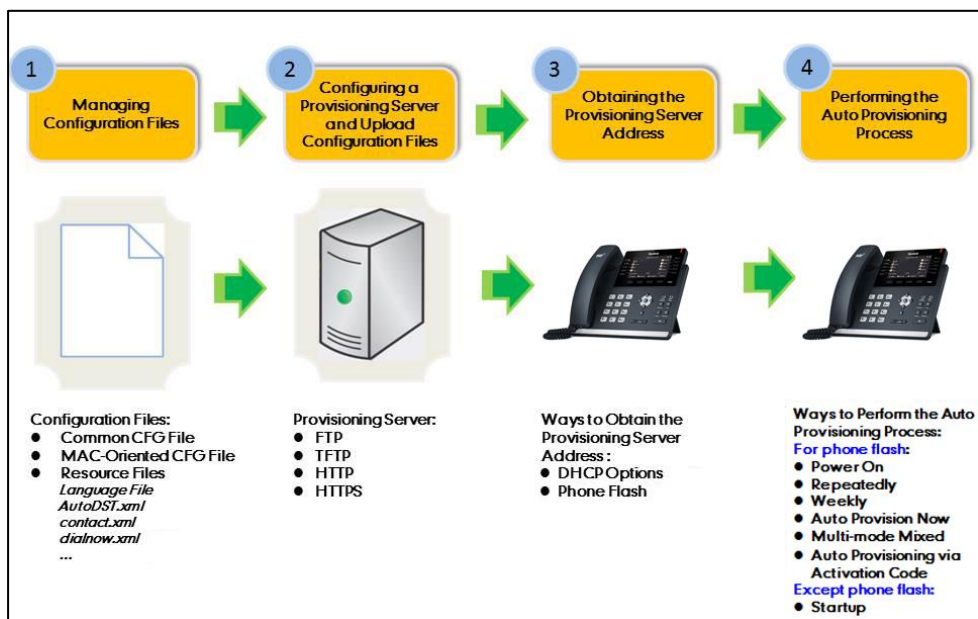 1
Managing
Configuration Files
2
Configuring a
Provisioning Server
and Upload
Configuration Files
3
Obtaining the
Provisioning Server
Address
4
Performing the
Auto Provisioning
Process
Configuration Files:
● Common CFG File
● MAC-Oriented CFG File
● Resource Files
Language File
AutoDST.xml
contact.xml
dialnow.xml
...
Provisioning Server:
● FTP
● TFTP
● HTTP
● HTTPS
Ways to Obtain the
Provisioning Server
Address :
● DHCP Options
● Phone Flash
Ways to Perform the Auto
Provisioning Process:
For phone flash:
● Power On
● Repeatedly
● Weekly
● Auto Provision Now
● Multi-mode Mixed
● Auto Provisioning via
Activation Code
Except phone flash:
● Startup